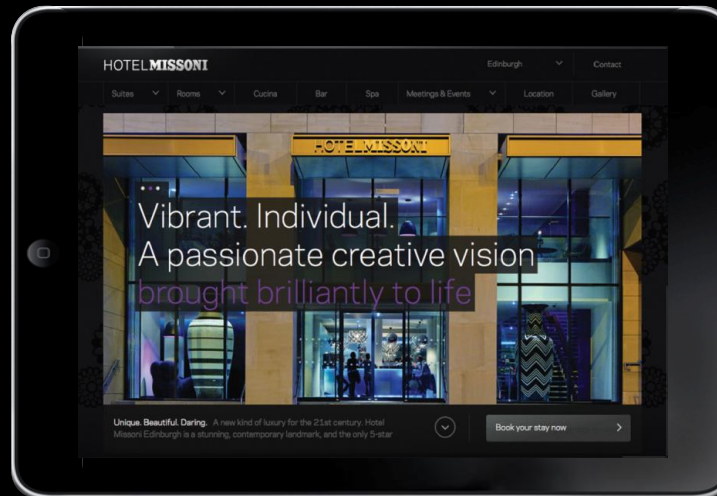 HOTELMISSONI
Edinburgh
Contact
Suites Rooms Cucina Bar Spa Meetings & Events Location Gallery
HOTEL MISSONI
Vibrant. Individual.
A passionate creative vision
brought brilliantly to life
Unique. Beautiful. Daring. A new kind of luxury for the 21st century. Hotel
Missoni Edinburgh is a stunning, contemporary landmark, and the only 5-star
Book your stay now